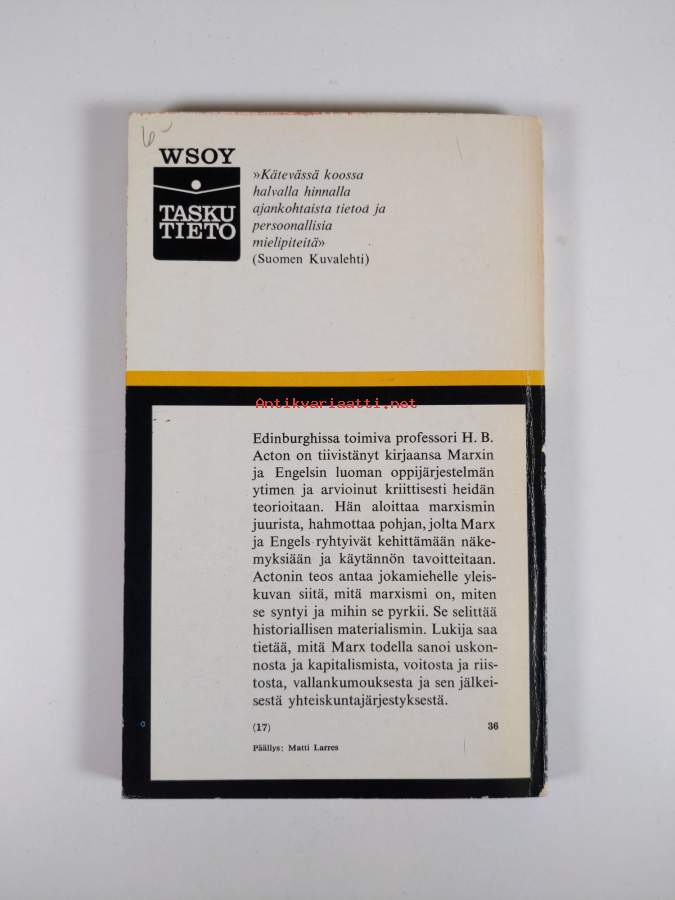 6-
WSOY
TASKU
TIETO
»Kätevässä koossa
halvalla hinnalla
ajankohtaista tietoa ja
persoonallisia
mielipiteitä»
(Suomen Kuvalehti)
Antikvariaatti.net
Edinburghissa toimiva professori H. B.
Acton on tiivistänyt kirjaansa Marxin
ja Engelsin luoman oppijärjestelmän
ytimen ja arvioinut kriittisesti heidän
teorioitaan. Hän aloittaa marxismin
juurista, hahmottaa pohjan, jolta Marx
ja Engels ryhtyivät kehittämään näke-
myksiään ja käytännön tavoitteitaan.
Actonin teos antaa jokamiehelle yleis-
kuvan siitä, mitä marxismi on, miten
se syntyi ja mihin se pyrkii. Se selittää
historiallisen materialismin. Lukija saa
tietää, mitä Marx todella sanoi uskon-
nosta ja kapitalismista, voitosta ja riis-
tosta, vallankumouksesta ja sen jälkei-
sestä yhteiskuntajärjestyksestä.
(17) 36
Päällys: Matti Larres